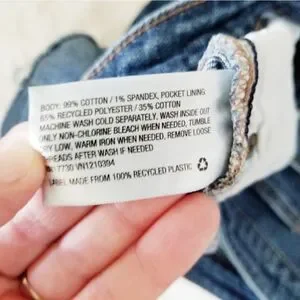 BODY: 99% COTTON / 1% SPANDEX, POCKET LINING
65% RECYCLED POLYESTER / 35% COTTON
MACHINE WASH COLD SEPARATELY, WASH INSIDE OUT
ONLY NON-CHLORINE BLEACH WHEN NEEDED, TUMBLE
DRY LOW, WARM IRON WHEN NEEDED, REMOVE LOOSE
THREADS AFTER WASH IF NEEDED
7730 VN1210394
LABEL MADE FROM 100% RECYCLED PLASTIC